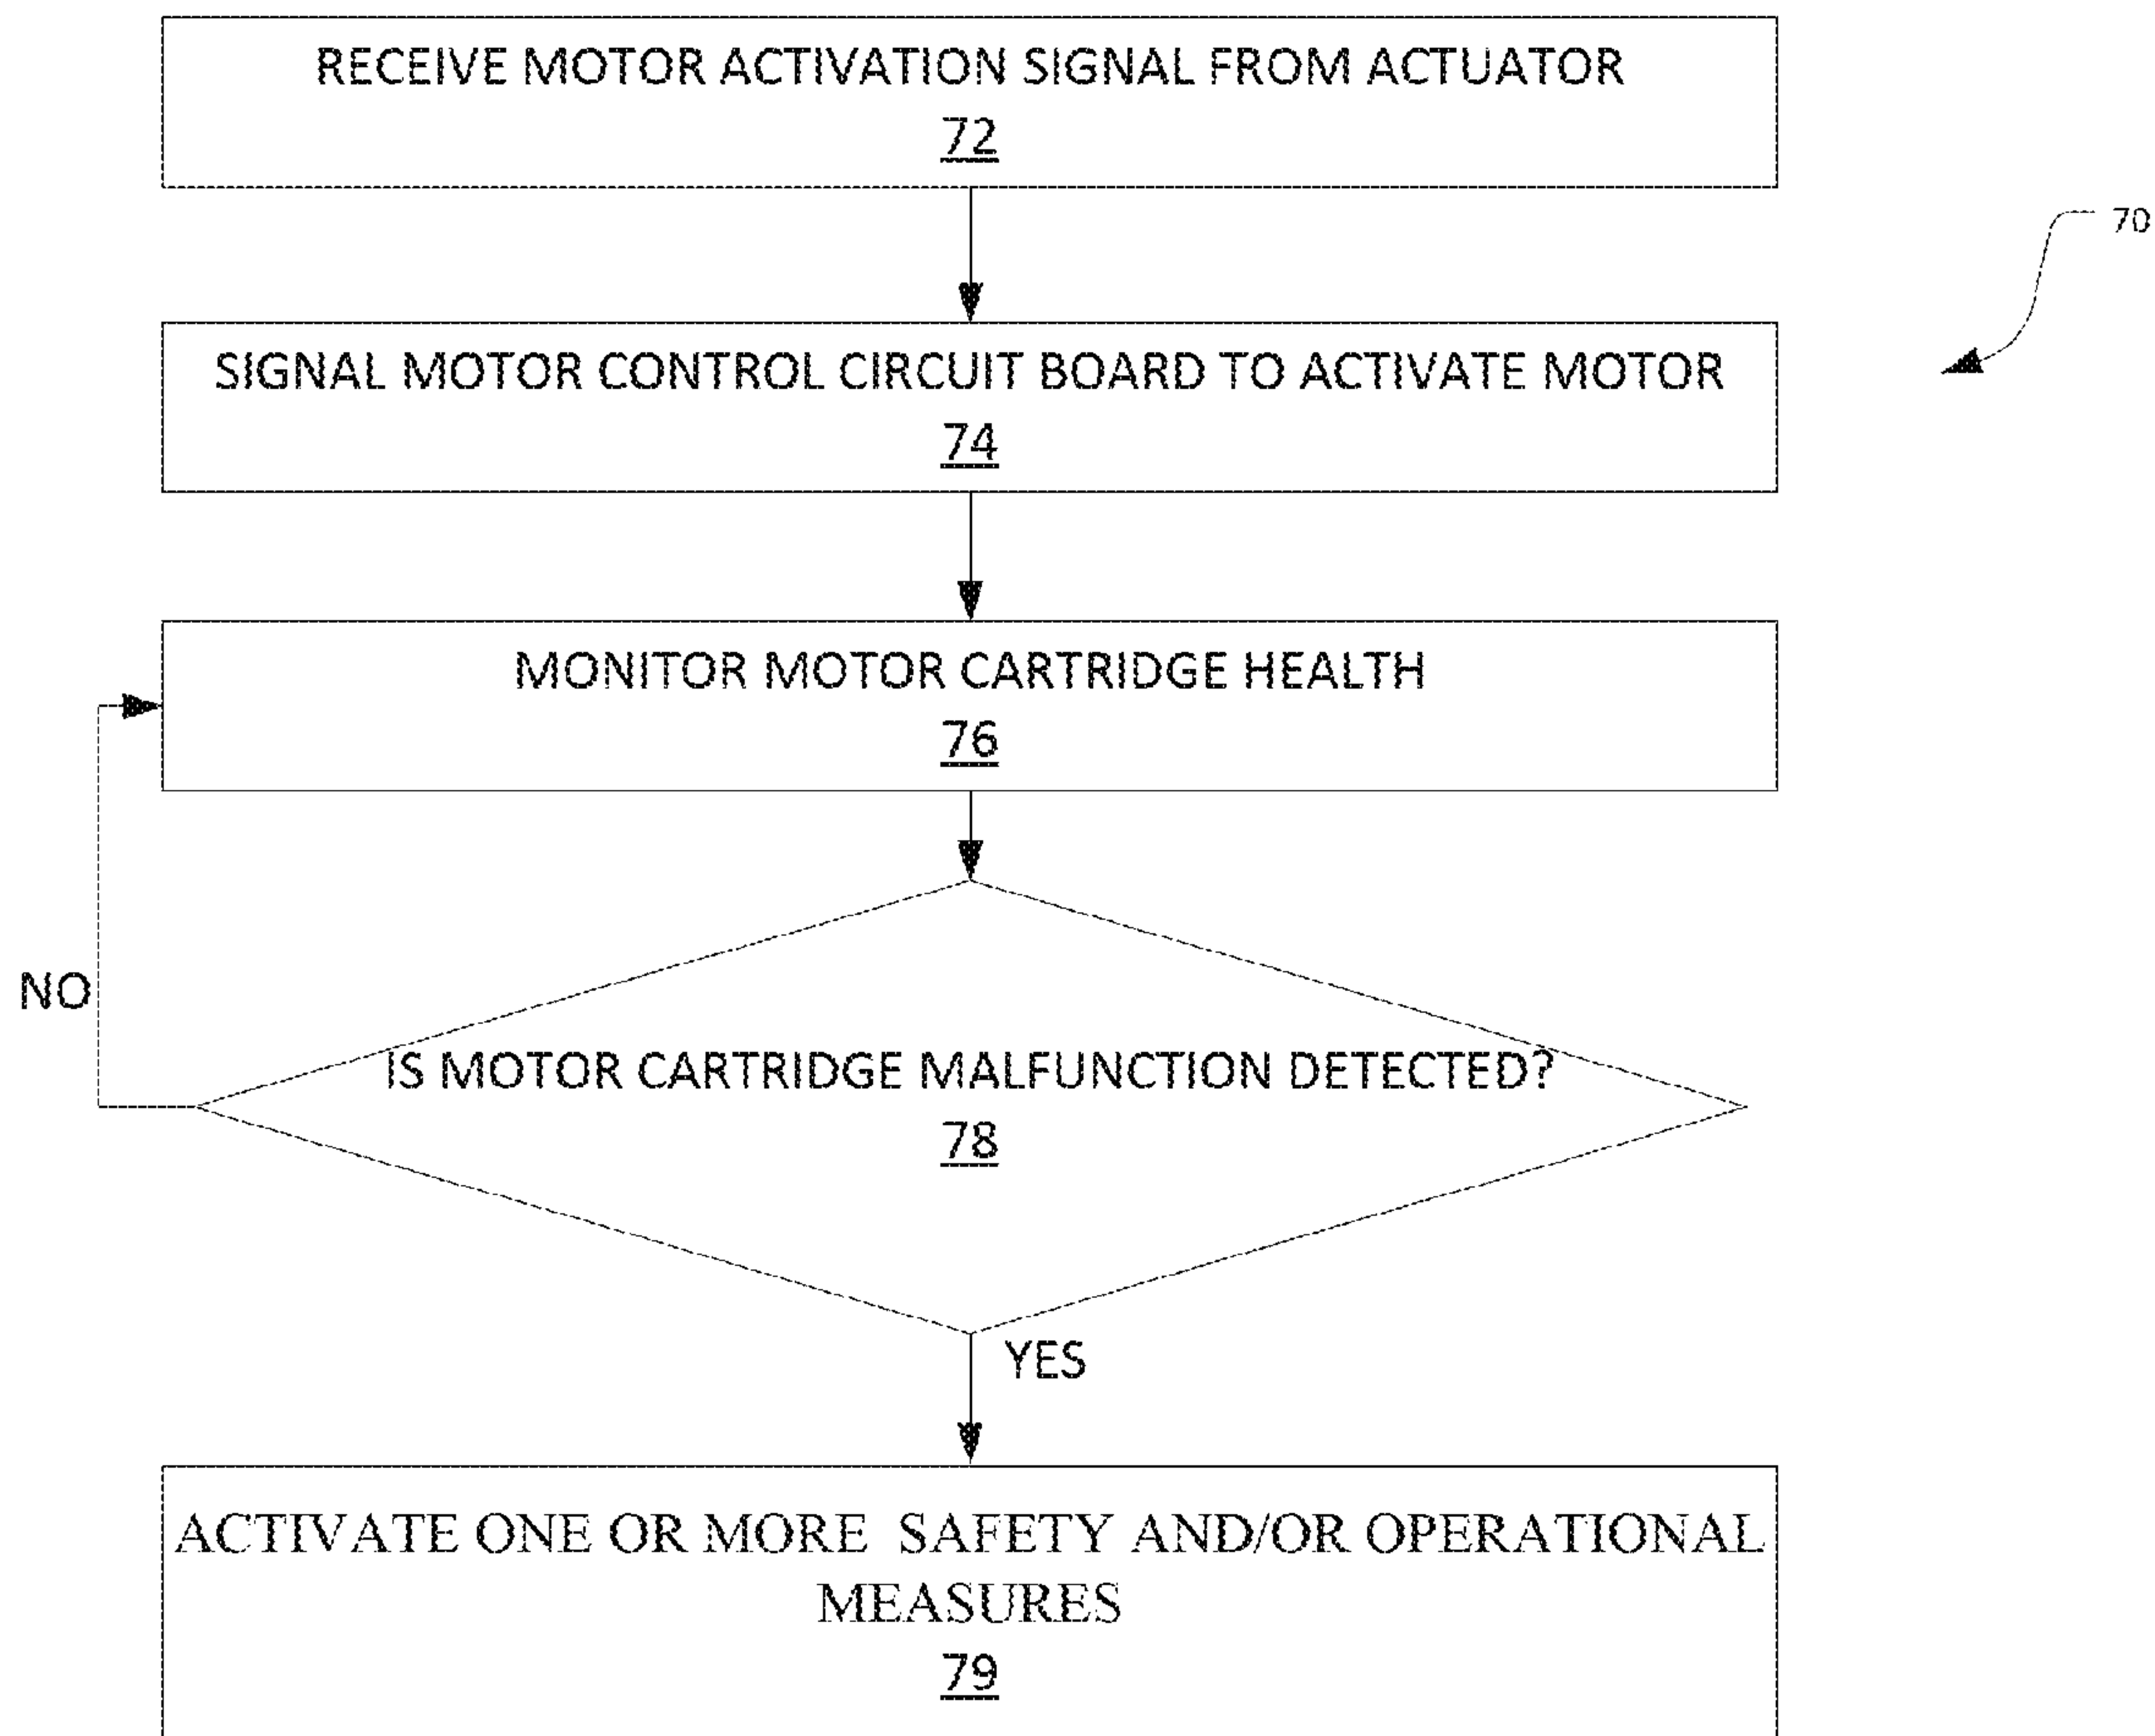 RECEIVE MOTOR ACTIVATION SIGNAL FROM ACTUATOR
72
70
SIGNAL MOTOR CONTROL CIRCUIT BOARD TO ACTIVATE MOTOR
74
MONITOR MOTOR CARTRIDGE HEALTH
76
NO
IS MOTOR CARTRIDGE MALFUNCTION DETECTED?
78
YES
ACTIVATE ONE OR MORE SAFETY AND/OR OPERATIONAL
MEASURES
79